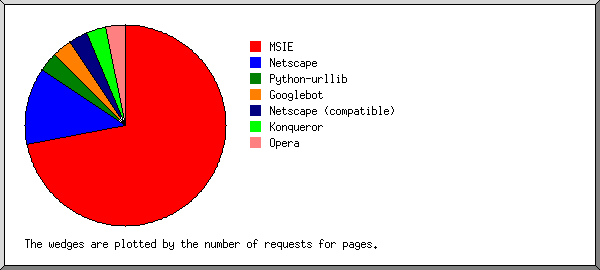 MSIE
Netscape
Python-urllib
Googlebot
Netscape (compatible)
Konqueror
Opera
The wedges are plotted by the number of requests for pages.